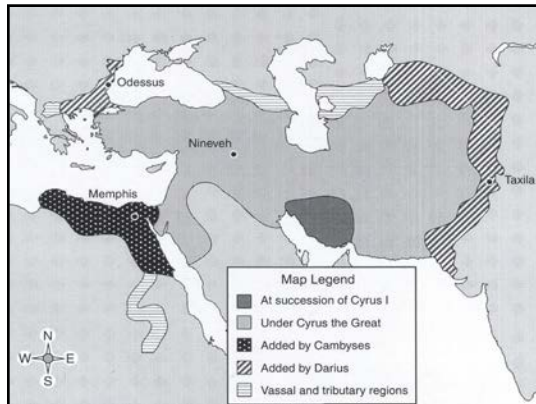 Odessus
Nineveh
Memphis
Taxila
Map Legend
At succession of Cyrus I
Under Cyrus the Great
Added by Cambyses
Added by Darius
Vassal and tributary regions
N
W E
S